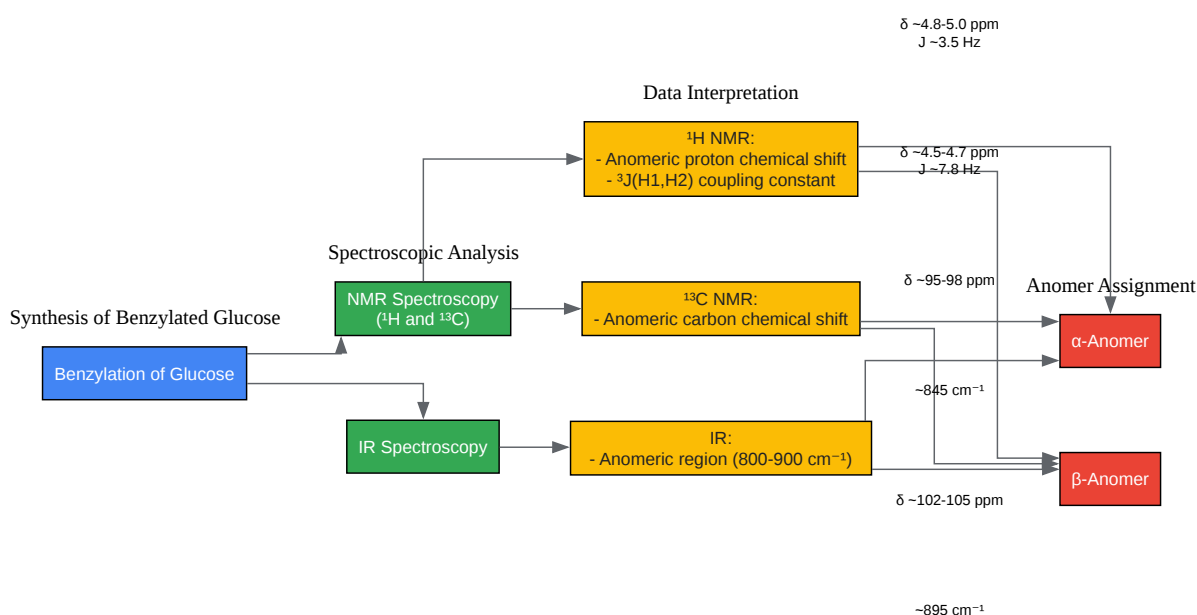 δ ~4.8-5.0 ppm
J ~3.5 Hz
Data Interpretation
¹H NMR:
- Anomeric proton chemical shift
- ³J(H1,H2) coupling constant
δ ~4.5-4.7 ppm
J ~7.8 Hz
Spectroscopic Analysis
NMR Spectroscopy
(¹H and ¹³C)
¹³C NMR:
- Anomeric carbon chemical shift
δ ~95-98 ppm
Anomer Assignment
α-Anomer
Synthesis of Benzylated Glucose
Benzylation of Glucose
~845 cm⁻¹
IR Spectroscopy
IR:
- Anomeric region (800-900 cm⁻¹)
β-Anomer
δ ~102-105 ppm
~895 cm⁻¹